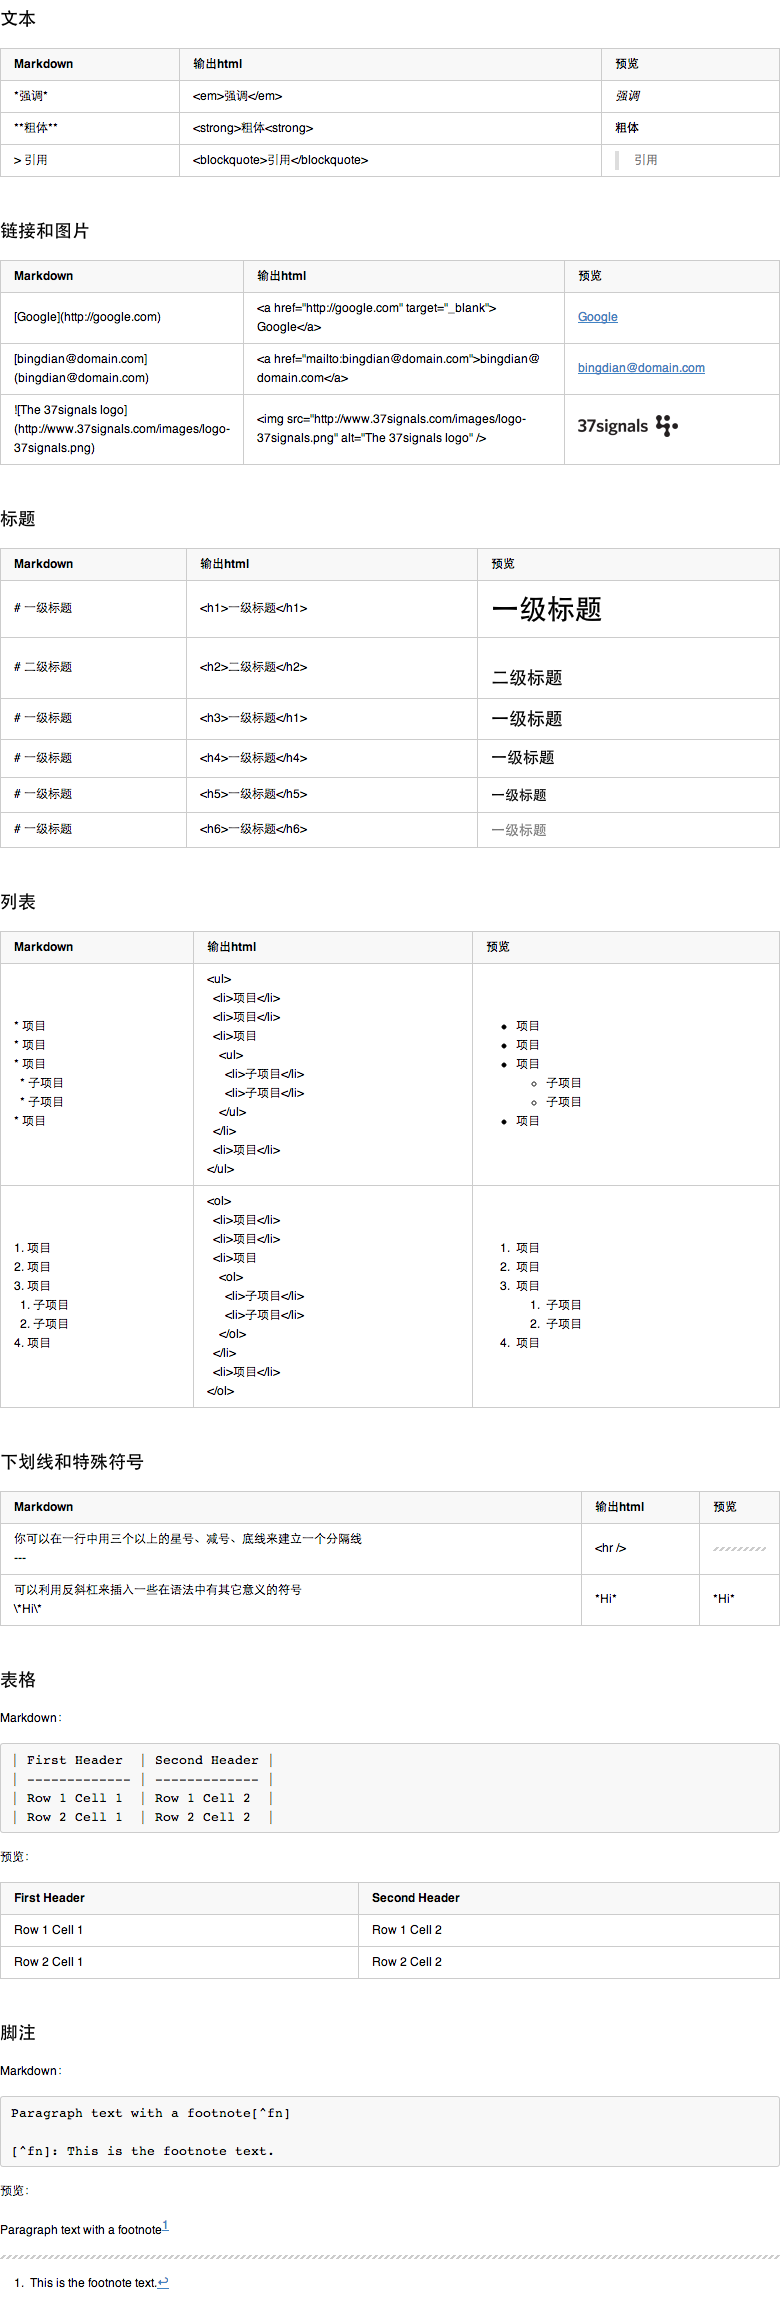 文本
Markdown 输出html 预览
*强调* <em>强调</em> 强调
**粗体** <strong>粗体<strong> 粗体
> 引用 <blockquote>引用</blockquote> 引用
链接和图片
Markdown 输出html 预览
[Google](http://google.com) <a href="http://google.com" target="_blank">
Google</a> Google
[bingdian@domain.com]
(bingdian@domain.com) <a href="mailto:bingdian@domain.com">bingdian@
domain.com</a> bingdian@domain.com
![The 37signals logo]
(http://www.37signals.com/images/logo-
37signals.png) <img src="http://www.37signals.com/images/logo-
37signals.png" alt="The 37signals logo" /> 37signals
标题
Markdown 输出html 预览
# 一级标题 <h1>一级标题</h1> 一级标题
# 二级标题 <h2>二级标题</h2> 二级标题
# 一级标题 <h3>一级标题</h1> 一级标题
# 一级标题 <h4>一级标题</h4> 一级标题
# 一级标题 <h5>一级标题</h5> 一级标题
# 一级标题 <h6>一级标题</h6> 一级标题
列表
Markdown 输出html 预览
* 项目
* 项目
* 项目
* 子项目
* 子项目
* 项目
<ul>
<li>项目</li>
<li>项目</li>
<li>项目
<ul>
<li>子项目</li>
<li>子项目</li>
</ul>
</li>
<li>项目</li>
</ul>
• 项目
• 项目
• 项目
◦ 子项目
◦ 子项目
• 项目
1. 项目
2. 项目
3. 项目
1. 子项目
2. 子项目
4. 项目
<ol>
<li>项目</li>
<li>项目</li>
<li>项目
<ol>
<li>子项目</li>
<li>子项目</li>
</ol>
</li>
<li>项目</li>
</ol>
1. 项目
2. 项目
3. 项目
1. 子项目
2. 子项目
4. 项目
下划线和特殊符号
Markdown 输出html 预览
你可以在一行中用三个以上的星号、减号、底线来建立一个分隔线
--- <hr />
可以利用反斜杠来插入一些在语法中有其它意义的符号
\*Hi\* *Hi* *Hi*
表格
Markdown：
| First Header  | Second Header |
| ------------- | ------------- |
| Row 1 Cell 1  | Row 1 Cell 2  |
| Row 2 Cell 1  | Row 2 Cell 2  |
预览：
First Header Second Header
Row 1 Cell 1 Row 1 Cell 2
Row 2 Cell 1 Row 2 Cell 2
脚注
Markdown：
Paragraph text with a footnote[^fn]
[^fn]: This is the footnote text.
预览：
Paragraph text with a footnote1
1. This is the footnote text.↩